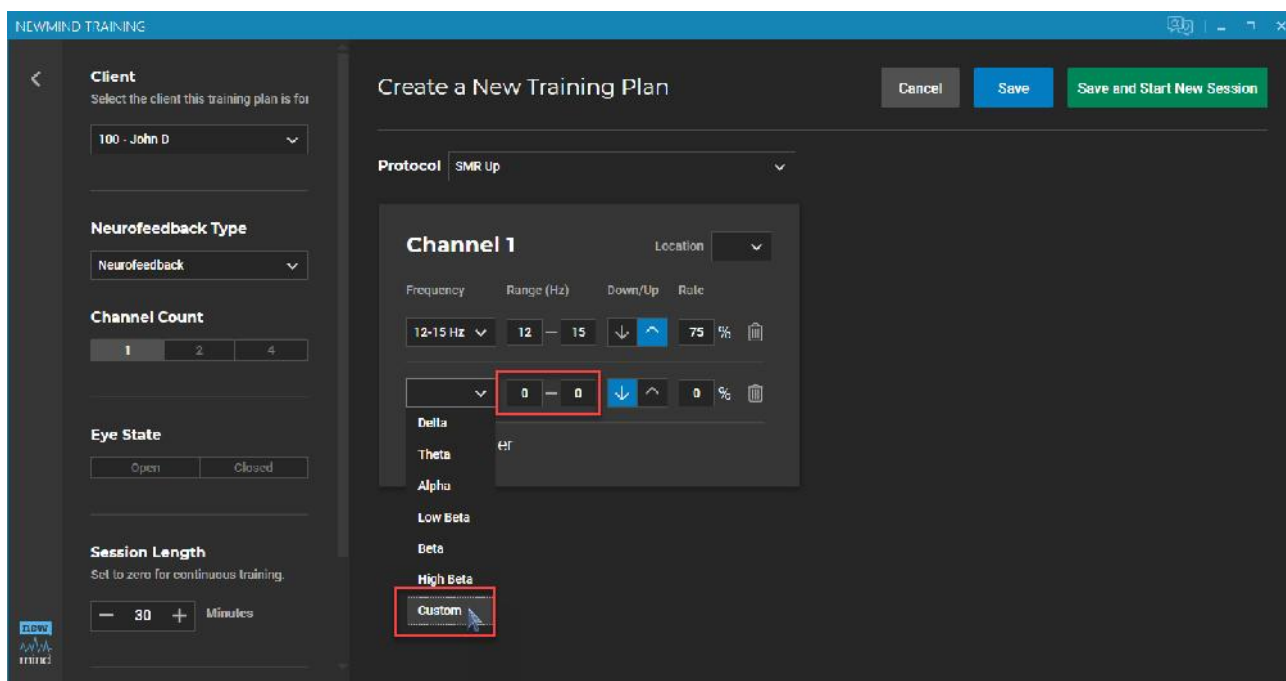 NEWMIND TRAINING
Client
Select the client this training plan is for
100 - John D
Neurofeedback Type
Neurofeedback
Channel Count
1 2 4
Eye State
Open Closed
Session Length
Set to zero for continuous training.
30 Minutes
new
mind
Create a New Training Plan
Cancel Save Save and Start New Session
Protocol SMR Up
Channel 1 Location
Frequency Range (Hz) Down/Up Rate
12-15 Hz 12 — 15 75 %
0 — 0 0 %
Delta
er
Theta
Alpha
Low Beta
Beta
High Beta
Custom